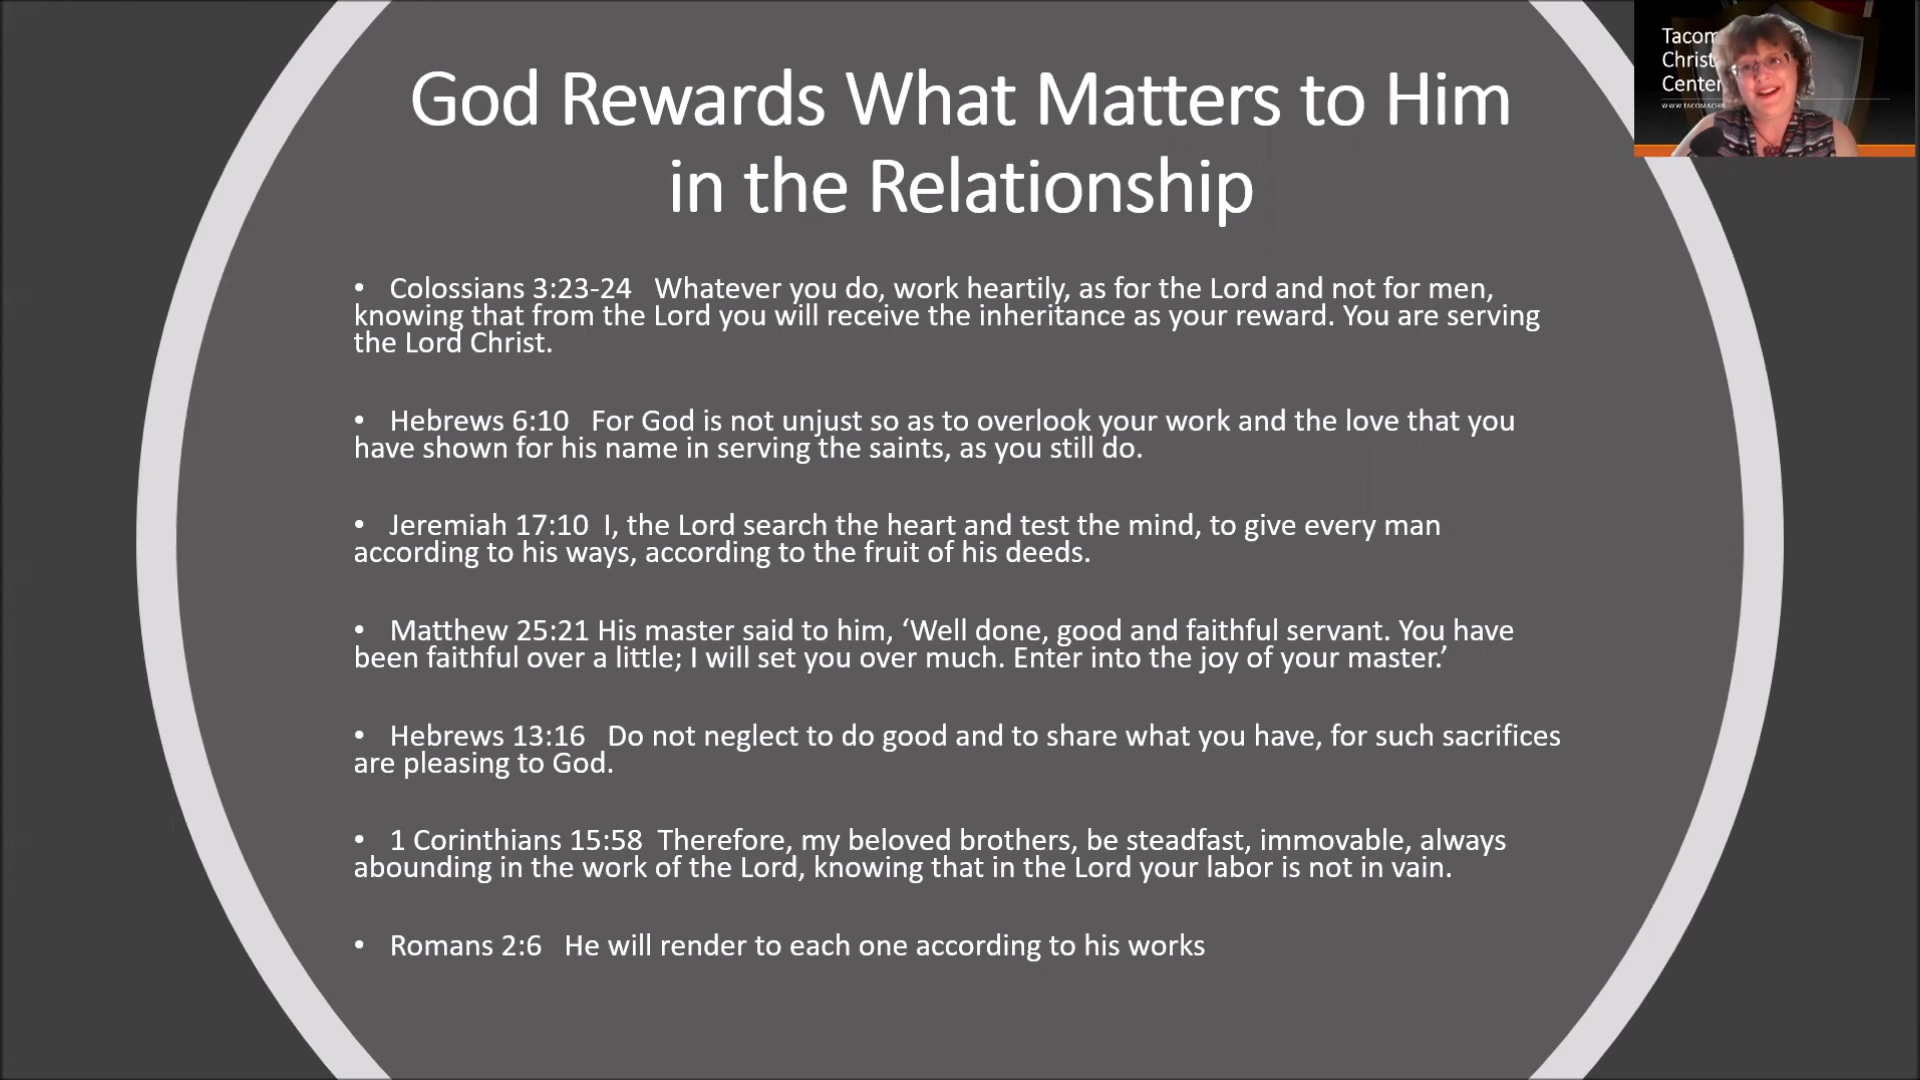 God Rewards What Matters to Him
in the Relationship
• Colossians 3:23-24 Whatever you do, work heartily, as for the Lord and not for men,
knowing that from the Lord you will receive the inheritance as your reward. You are serving
the Lord Christ.
• Hebrews 6:10 For God is not unjust so as to overlook your work and the love that you
have shown for his name in serving the saints, as you still do.
• Jeremiah 17:10 I, the Lord search the heart and test the mind, to give every man
according to his ways, according to the fruit of his deeds.
• Matthew 25:21 His master said to him, ‘Well done, good and faithful servant. You have
been faithful over a little; I will set you over much. Enter into the joy of your master.’
• Hebrews 13:16 Do not neglect to do good and to share what you have, for such sacrifices
are pleasing to God.
• 1 Corinthians 15:58 Therefore, my beloved brothers, be steadfast, immovable, always
abounding in the work of the Lord, knowing that in the Lord your labor is not in vain.
• Romans 2:6 He will render to each one according to his works
Tacom
Christ
Center